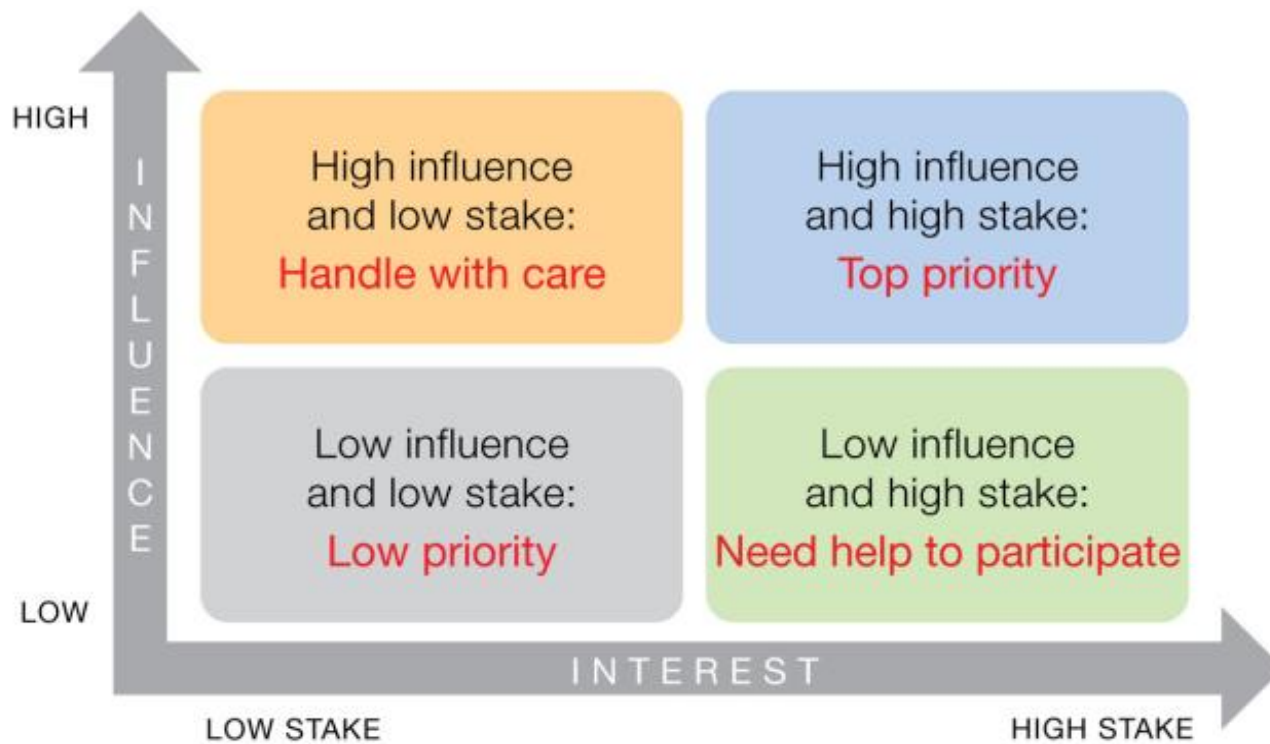 HIGH
INFLUENCE
High influence
and low stake:
Handle with care
High influence
and high stake:
Top priority
Low influence
and low stake:
Low priority
Low influence
and high stake:
Need help to participate
LOW
INTEREST
LOW STAKE
HIGH STAKE